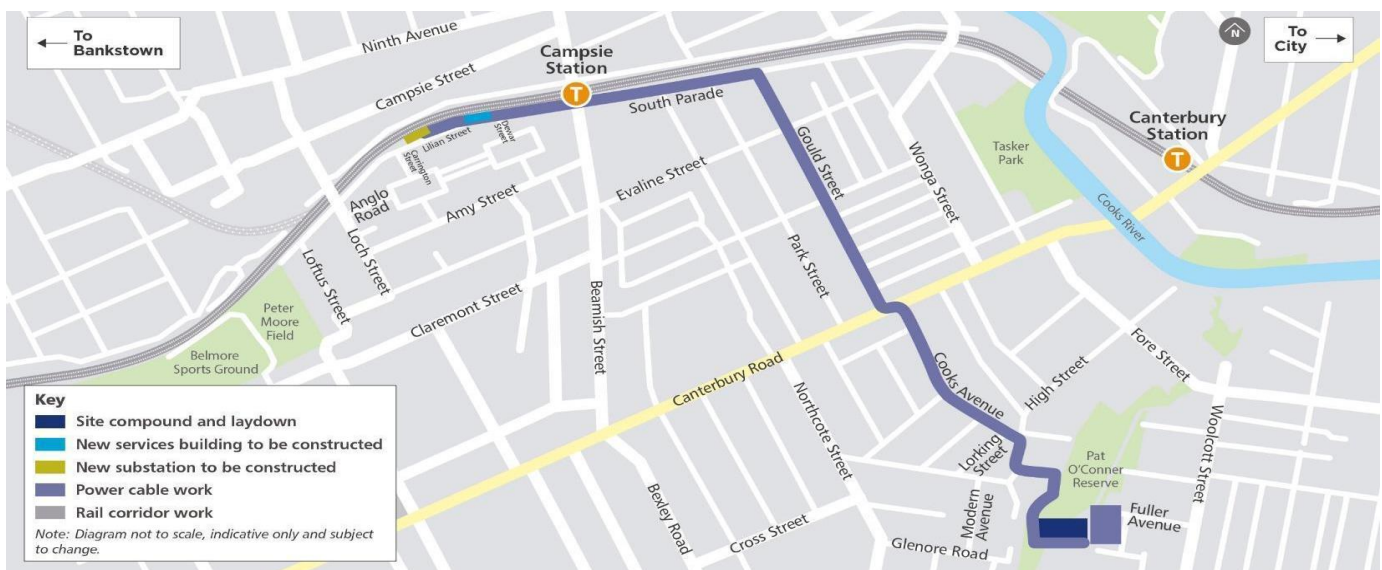 To
Bankstown
N
To
City
Ninth Avenue
Campsie
Station
T
Campsie Street
South Parade
Canterbury
Station
T
Tasker
Park
Cooks River
Lilian Street
Dewar
Street
Carrington
Street
Gould Street
Wonga Street
Evaline Street
Anglo
Road
Amy Street
Loch Street
Loftus Street
Park Street
Claremont Street
Beamish Street
Peter
Moore
Field
Belmore
Sports Ground
Canterbury Road
Cooks Avenue
High Street
Fore Street
Northcote Street
Woolcott Street
Lorking
Street
Pat
O'Conner
Reserve
Bexley Road
Cross Street
Modern
Avenue
Fuller
Avenue
Glenore Road
Key
Site compound and laydown
New services building to be constructed
New substation to be constructed
Power cable work
Rail corridor work
Note: Diagram not to scale, indicative only and subject
to change.